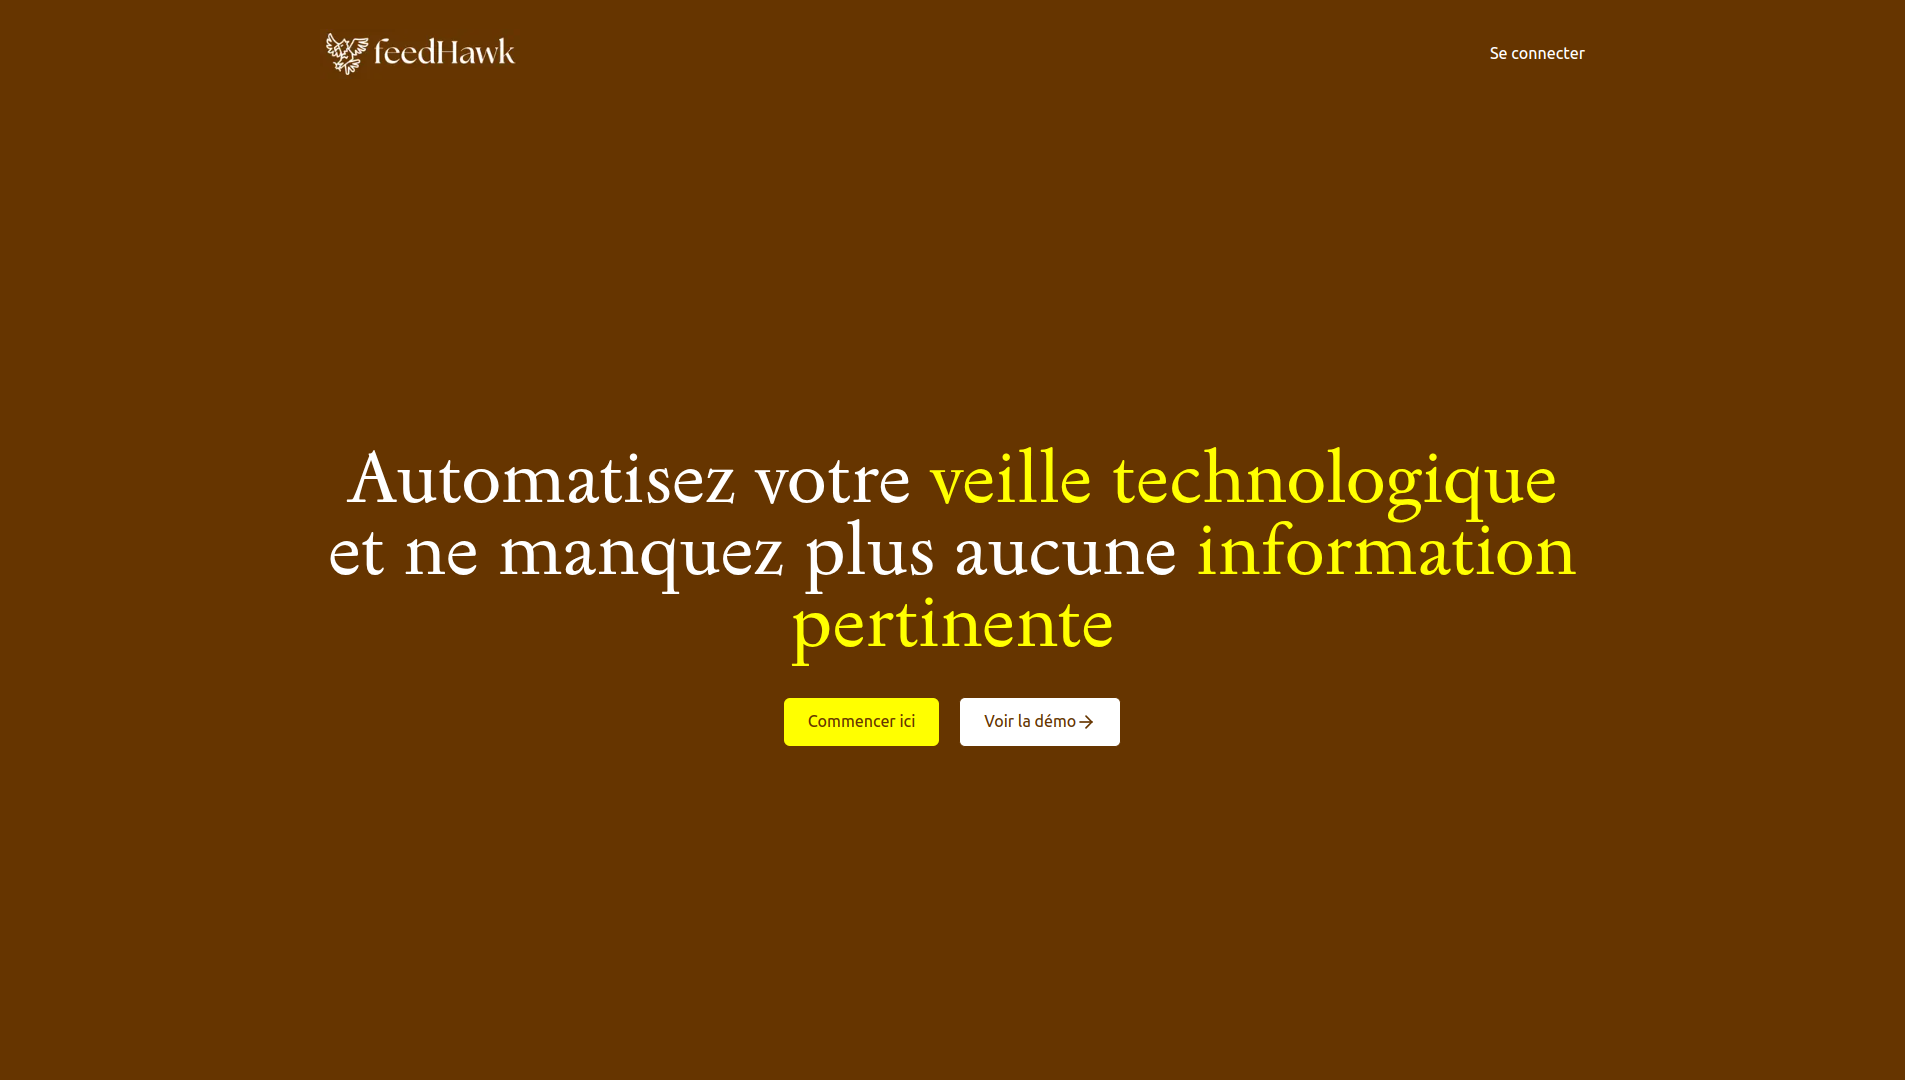 feedHawk
Se connecter
Automatisez votre veille technologique
et ne manquez plus aucune information
pertinente
Commencer ici
Voir la démo